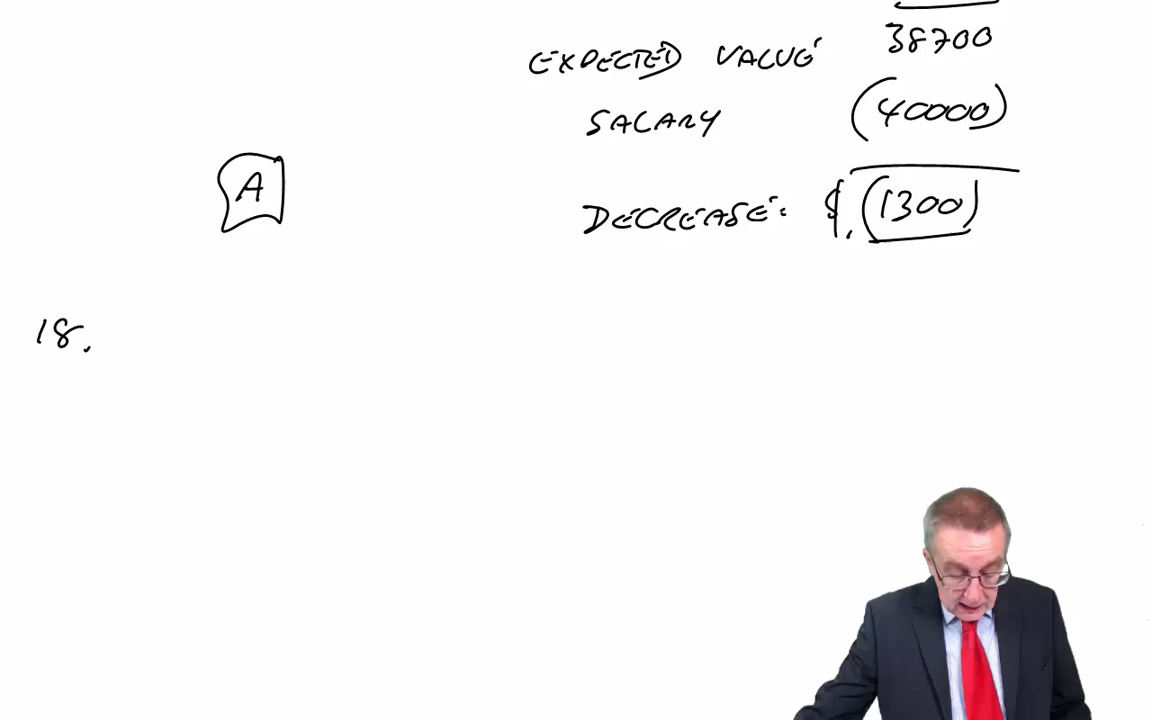 38700
EXPECTED VALUE
SALARY (40000)
A
DECREASE: $(1300)
18.